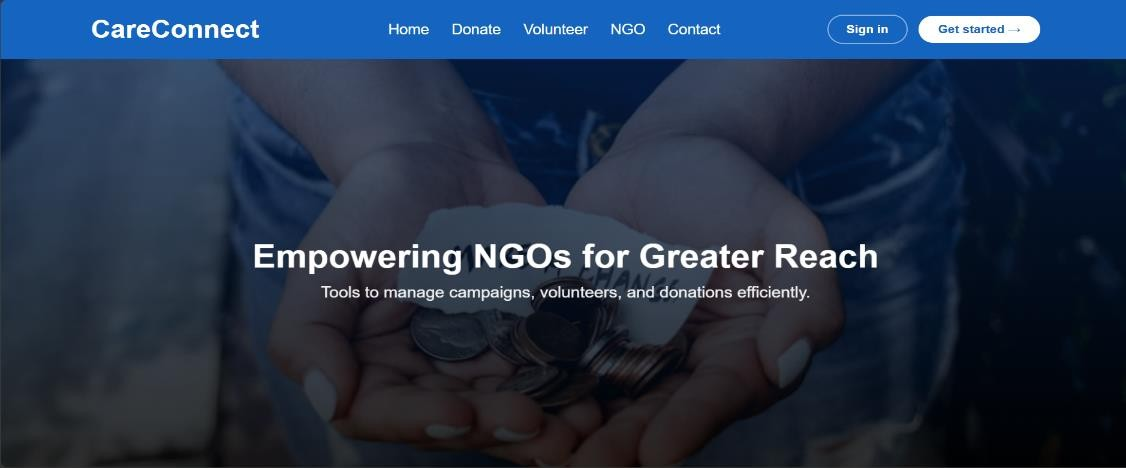 CareConnect
Home Donate Volunteer NGO Contact
Sign in
Get started →
Empowering NGOs for Greater Reach
CHANGE
Tools to manage campaigns, volunteers, and donations efficiently.